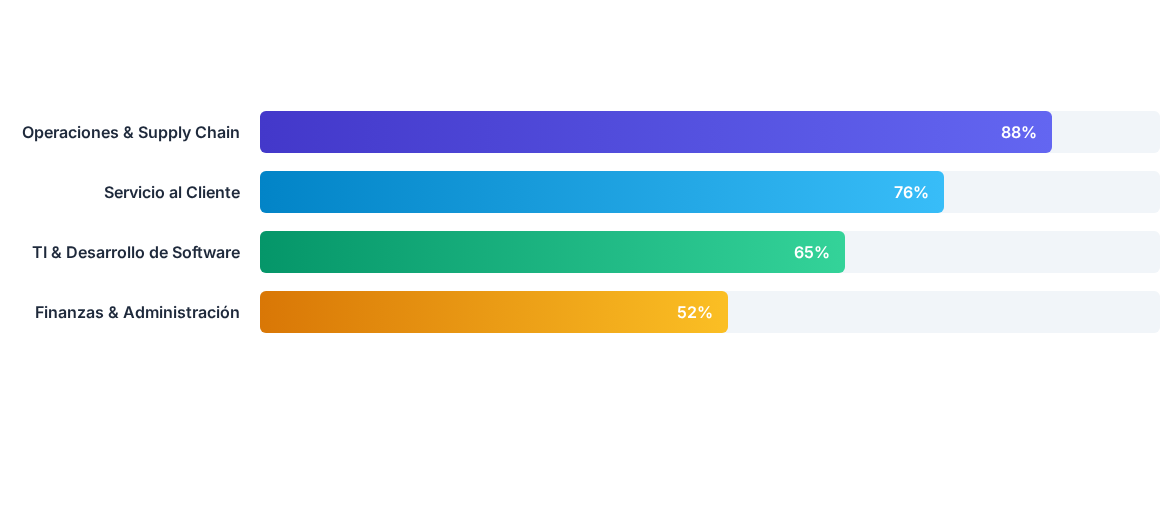 Operaciones & Supply Chain 88%
Servicio al Cliente 76%
TI & Desarrollo de Software 65%
Finanzas & Administración 52%